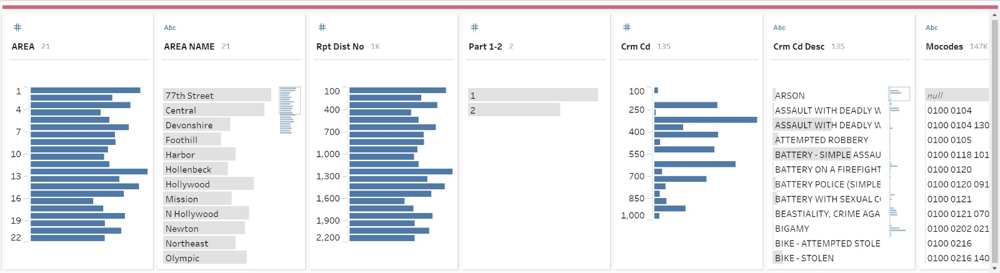 #
AREA 21
1
4
7
10
13
16
19
22
Abc
AREA NAME 21
77th Street
Central
Devonshire
Foothill
Harbor
Hollenbeck
Hollywood
Mission
N Hollywood
Newton
Northeast
Olympic
#
Rpt Dist No 1K
100
400
700
1,000
1,300
1,600
1,900
2,200
#
Part 1-2 2
1
2
#
Crm Cd 135
100
250
400
550
700
850
1,000
Abc
Crm Cd Desc 135
ARSON
ASSAULT WITH DEADLY W
ASSAULT WITH DEADLY W
ATTEMPTED ROBBERY
BATTERY - SIMPLE ASSAU
BATTERY ON A FIREFIGHT
BATTERY POLICE (SIMPLE
BATTERY WITH SEXUAL C
BEASTIALITY, CRIME AGA
BIGAMY
BIKE - ATTEMPTED STOLE
BIKE - STOLEN
Abc
Mocodes 147K
null
0100 0104
0100 0104 130
0100 0105
0100 0118 101
0100 0120
0100 0120 091
0100 0121
0100 0121 070
0100 0202 021
0100 0216
0100 0216 140